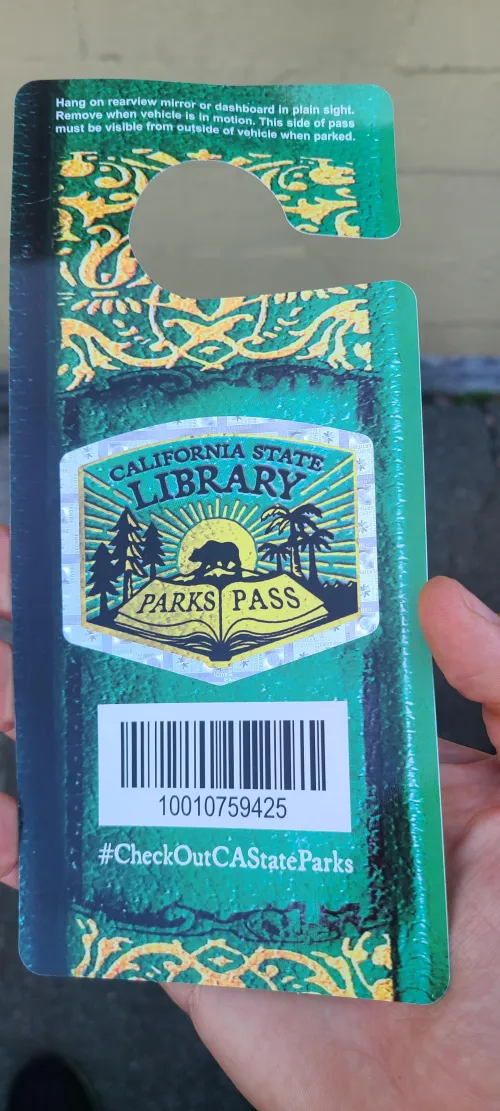 Hang on rearview mirror or dashboard in plain sight.
Remove when vehicle is in motion. This side of pass
must be visible from outside of vehicle when parked.
CALIFORNIA STATE
LIBRARY
PARKS PASS
10010759425
#CheckOutCAStateParks